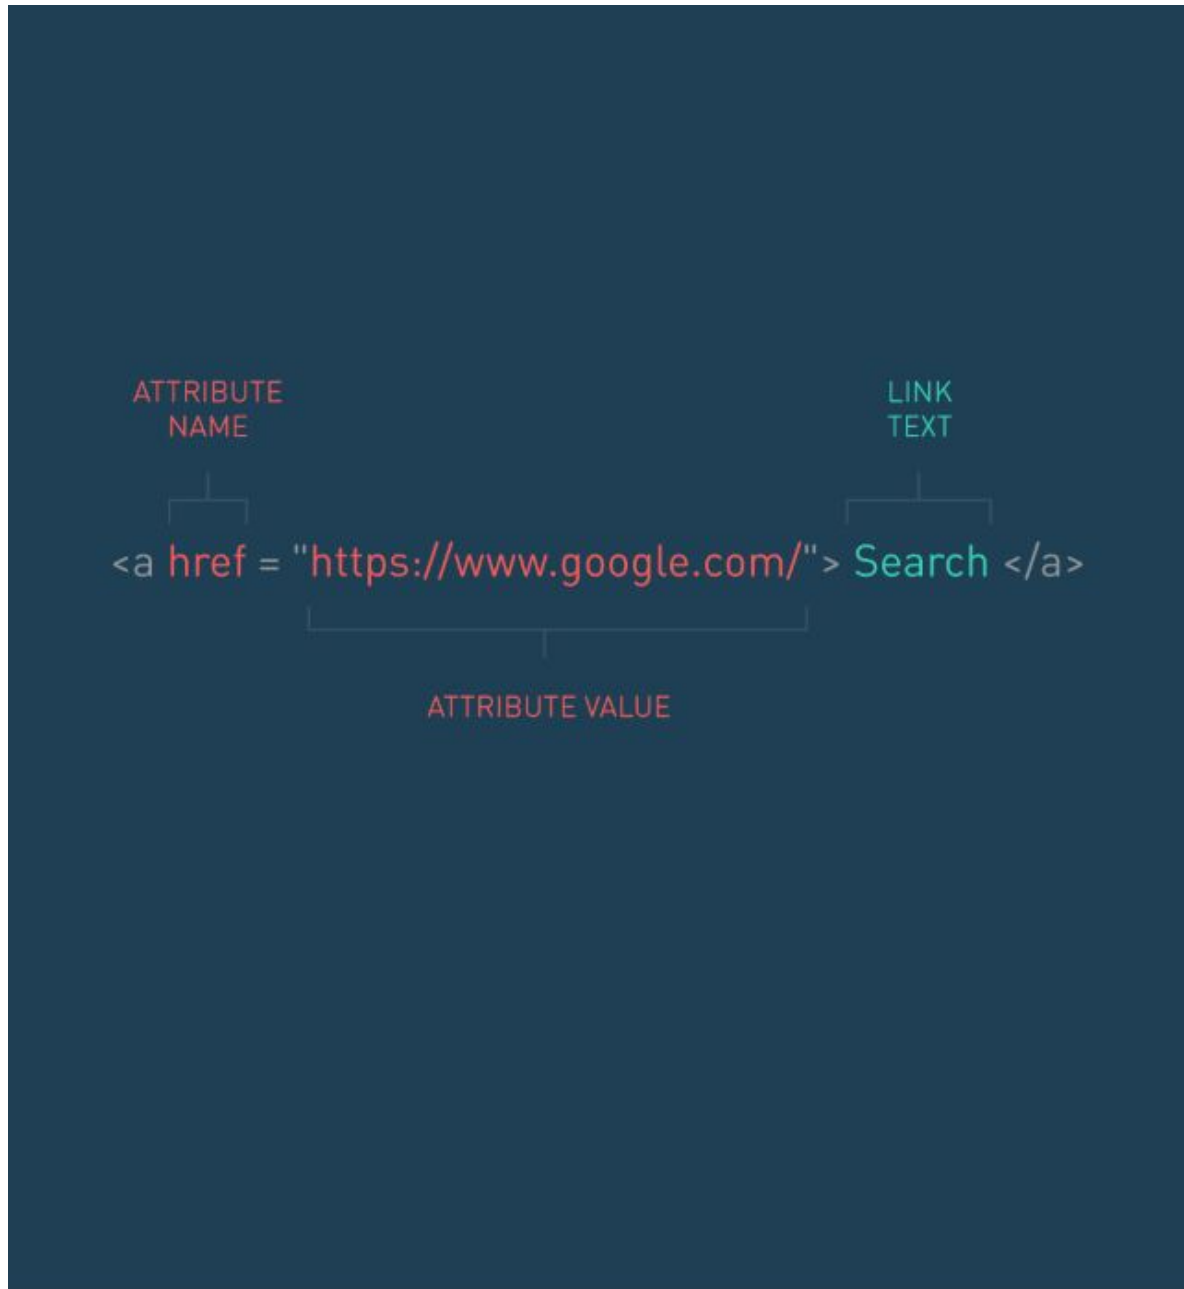 ATTRIBUTE
NAME
LINK
TEXT
<a href = "https://www.google.com/"> Search </a>
ATTRIBUTE VALUE